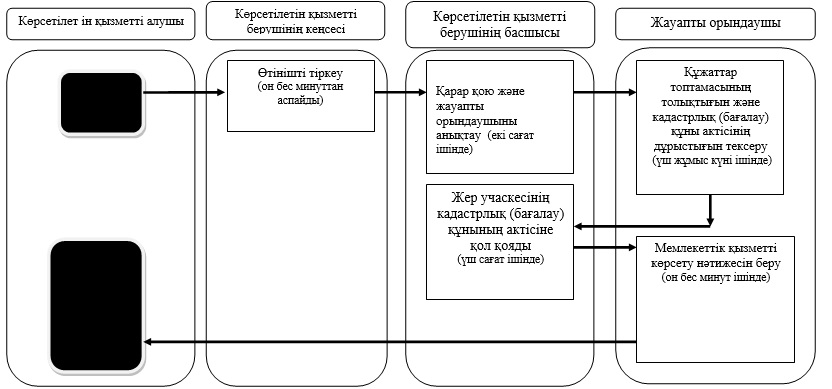 Көрсетілет ін қызметті алушы
Көрсетілетін қызметті
берушінің кеңсесі
Көрсетілетін қызметті
берушінің басшысы
Жауапты орындаушы
Өтінішті тіркеу
(он бес минуттан
аспайды)
Қарар қою және
жауапты
орындаушыны
анықтау (екі сағат
ішінде)
Құжаттар
топтамасының
толықтығын және
кадастрлық (бағалау)
құны актісінің
дұрыстығын тексеру
(үш жұмыс күні ішінде)
Жер учаскесінің
кадастрлық (бағалау)
құнының актісіне
қол қояды
(үш сағат ішінде)
Мемлекеттік қызметті
көрсету нәтижесін беру
(он бес минут ішінде)